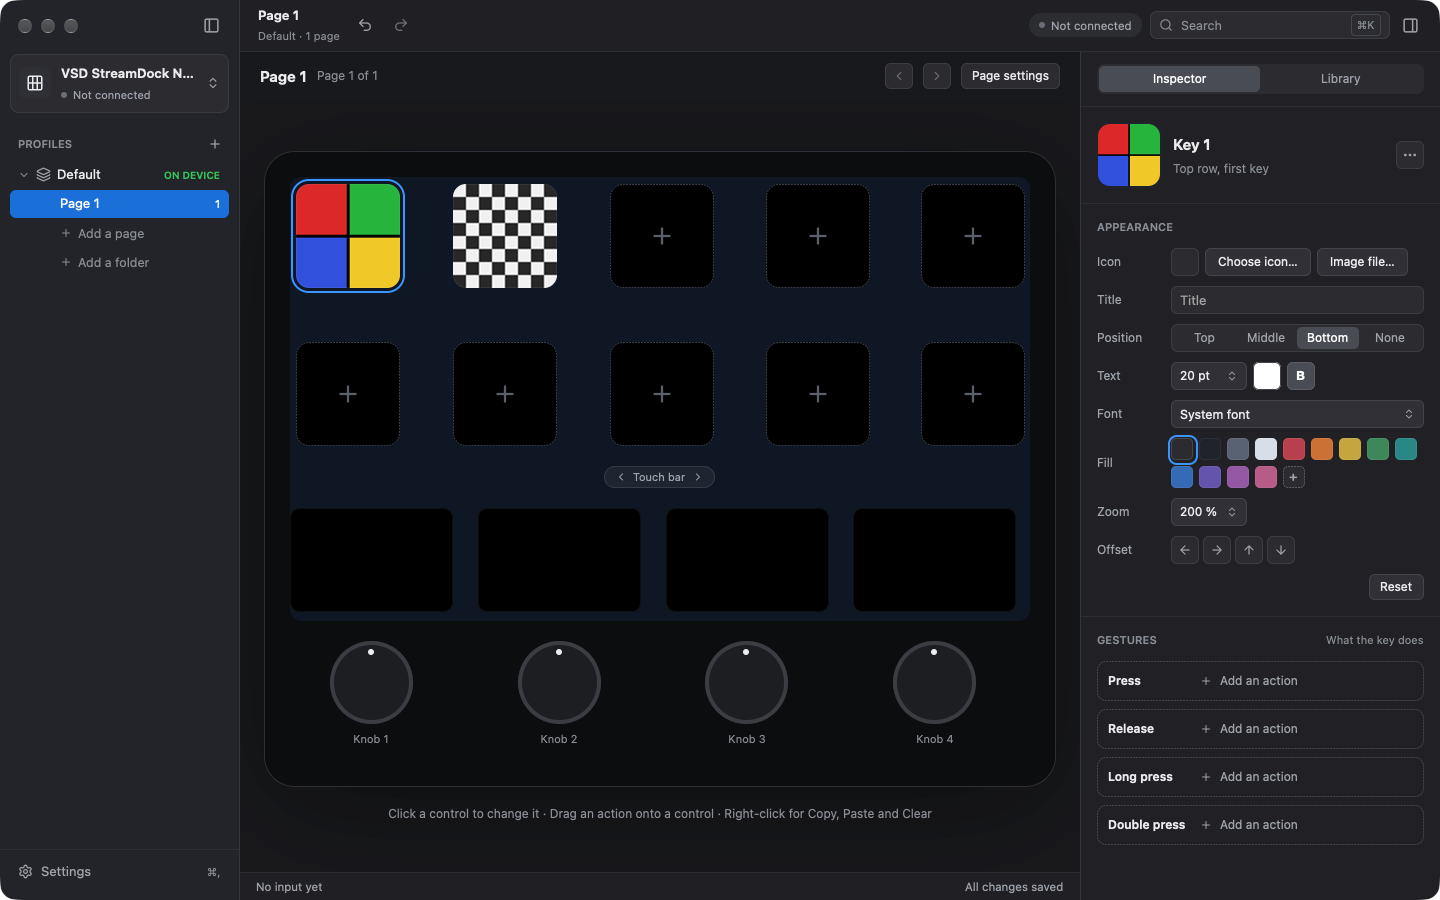 Page 1
Default · 1 page
Not connected
Search
⌘K
VSD StreamDock N...
Not connected
PROFILES
Default
ON DEVICE
Page 1
1
Add a page
Add a folder
Settings
⌘,
Page 1
Page 1 of 1
Page settings
Touch bar
Knob 1
Knob 2
Knob 3
Knob 4
Click a control to change it · Drag an action onto a control · Right-click for Copy, Paste and Clear
No input yet
All changes saved
Inspector
Library
Key 1
Top row, first key
APPEARANCE
Icon
Choose icon...
Image file...
Title
Title
Position
Top
Middle
Bottom
None
Text
20 pt
B
Font
System font
Fill
Zoom
200 %
Offset
Reset
GESTURES
What the key does
Press
Add an action
Release
Add an action
Long press
Add an action
Double press
Add an action